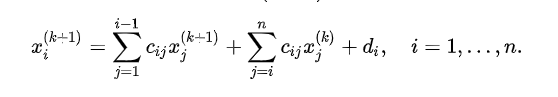 $x_i^{(k+1)} = \sum_{j=1}^{i-1} c_{ij} x_j^{(k+1)} + \sum_{j=i}^{n} c_{ij} x_j^{(k)} + d_i, \quad i = 1, \ldots, n.$